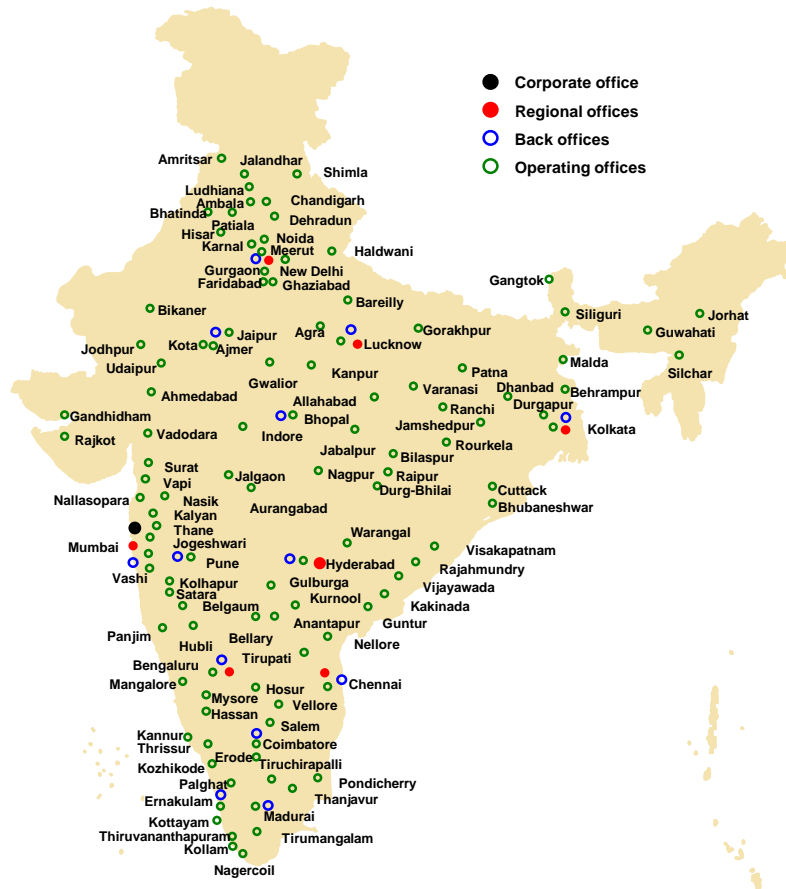 Corporate office
Regional offices
Back offices
Operating offices
Amritsar
Jalandhar
Shimla
Ludhiana
Ambala
Chandigarh
Bhatinda
Patiala
Dehradun
Hisar
Noida
Karnal
Meerut
Haldwani
Gurgaon
New Delhi
Faridabad
Ghaziabad
Gangtok
Bareilly
Bikaner
Siliguri
Jorhat
Agra
Gorakhpur
Guwahati
Jaipur
Jodhpur
Kota
Ajmer
Lucknow
Silchar
Udaipur
Malda
Gwalior
Kanpur
Patna
Varanasi
Dhanbad
Behrampur
Ahmedabad
Allahabad
Ranchi
Durgapur
Gandhidham
Bhopal
Jamshedpur
Kolkata
Rajkot
Vadodara
Indore
Rourkela
Jabalpur
Bilaspur
Surat
Vapi
Jalgaon
Nagpur
Raipur
Durg-Bhilai
Cuttack
Nallasopara
Nasik
Aurangabad
Bhubaneshwar
Kalyan
Thane
Warangal
Jogeshwari
Mumbai
Visakapatnam
Pune
Hyderabad
Rajahmundry
Vashi
Kolhapur
Gulburga
Vijayawada
Satara
Kurnool
Kakinada
Belgaum
Anantapur
Guntur
Panjim
Bellary
Nellore
Hubli
Tirupati
Bengaluru
Mangalore
Hosur
Chennai
Mysore
Vellore
Hassan
Salem
Kannur
Thrissur
Coimbatore
Erode
Kozhikode
Tiruchirapalli
Palghat
Pondicherry
Thanjavur
Ernakulam
Madurai
Kottayam
Thiruvananthapuram
Tirumangalam
Kollam
Nagercoil